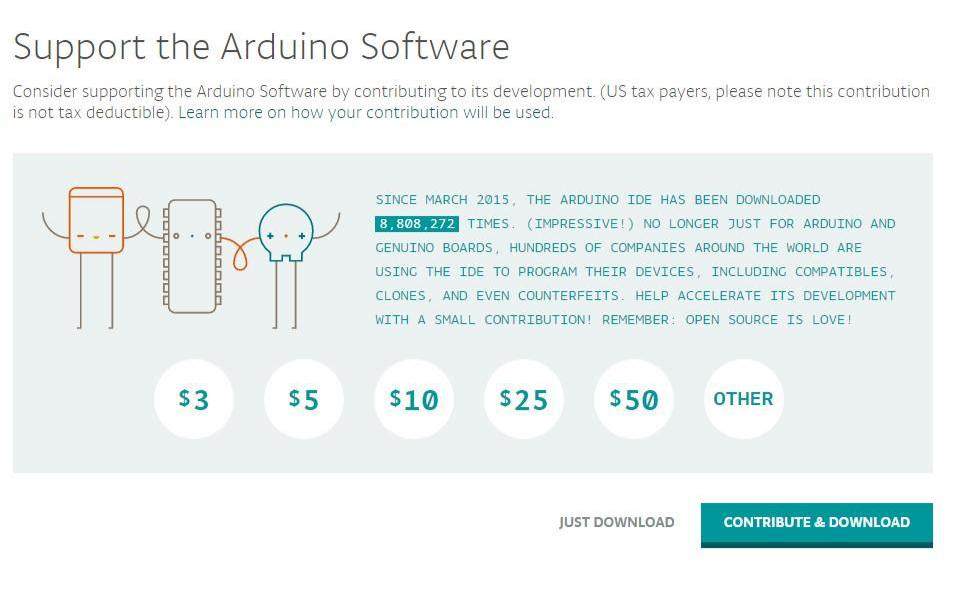 Support the Arduino Software
Consider supporting the Arduino Software by contributing to its development. (US tax payers, please note this contribution
is not tax deductible). Learn more on how your contribution will be used.
SINCE MARCH 2015, THE ARDUINO IDE HAS BEEN DOWNLOADED
8,808,272 TIMES. (IMPRESSIVE!) NO LONGER JUST FOR ARDUINO AND
GENUINO BOARDS, HUNDREDS OF COMPANIES AROUND THE WORLD ARE
USING THE IDE TO PROGRAM THEIR DEVICES, INCLUDING COMPATIBLES,
CLONES, AND EVEN COUNTERFEITS. HELP ACCELERATE ITS DEVELOPMENT
WITH A SMALL CONTRIBUTION! REMEMBER: OPEN SOURCE IS LOVE!
$3 $5 $10 $25 $50 OTHER
JUST DOWNLOAD CONTRIBUTE & DOWNLOAD